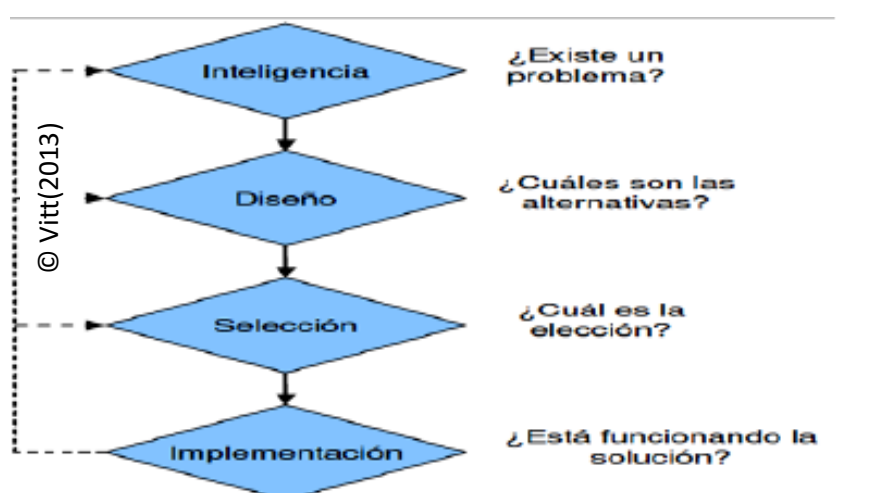 Inteligencia
¿Existe un
problema?
© Vitt(2013)
Diseño
¿Cuáles son las
alternativas?
Selección
¿Cuál es la
elección?
Implementación
¿Está funcionando la
solución?